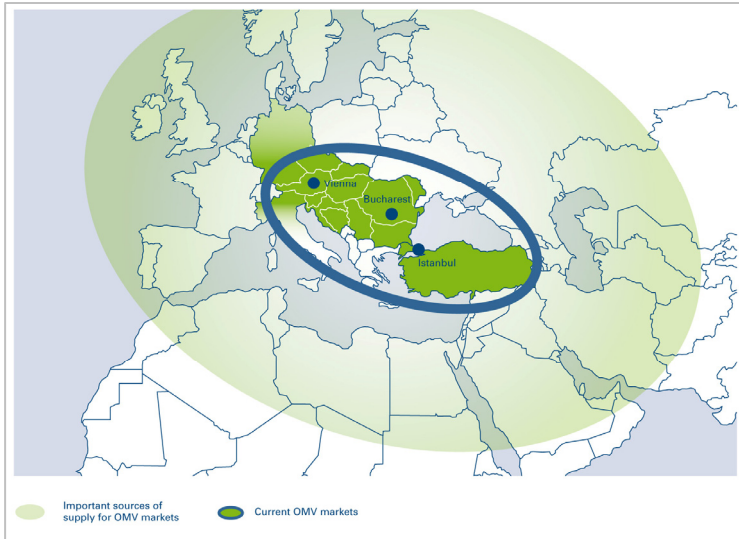 Vienna
Bucharest
Istanbul
Important sources of
supply for OMV markets
Current OMV markets